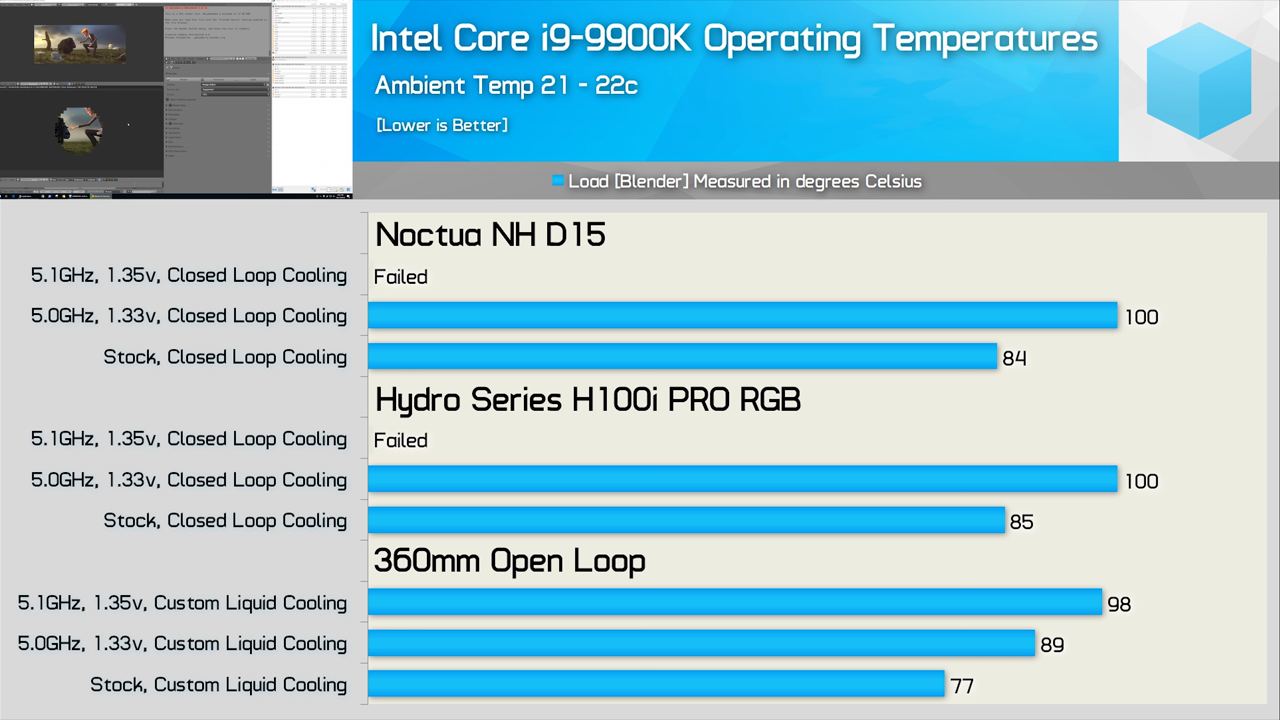 Intel Core i9-9900K Operating Temperatures
Ambient Temp 21 - 22c
[Lower is Better]
Load [Blender] Measured in degrees Celsius
Noctua NH D15
5.1GHz, 1.35v, Closed Loop Cooling Failed
5.0GHz, 1.33v, Closed Loop Cooling 100
Stock, Closed Loop Cooling 84
Hydro Series H100i PRO RGB
5.1GHz, 1.35v, Closed Loop Cooling Failed
5.0GHz, 1.33v, Closed Loop Cooling 100
Stock, Closed Loop Cooling 85
360mm Open Loop
5.1GHz, 1.35v, Custom Liquid Cooling 98
5.0GHz, 1.33v, Custom Liquid Cooling 89
Stock, Custom Liquid Cooling 77